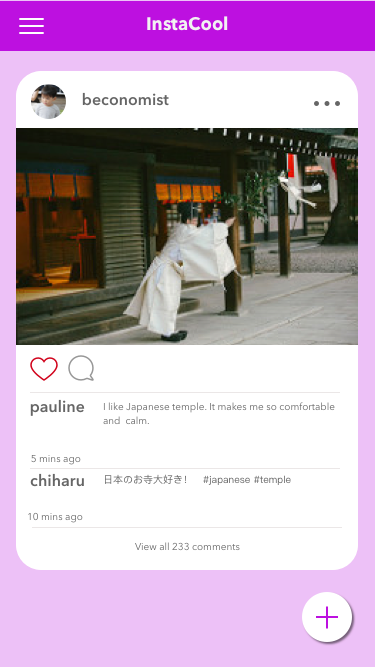 InstaCool
beconomist
pauline
I like Japanese temple. It makes me so comfortable
and calm.
5 mins ago
chiharu
日本のお寺大好き! #japanese #temple
10 mins ago
View all 233 comments